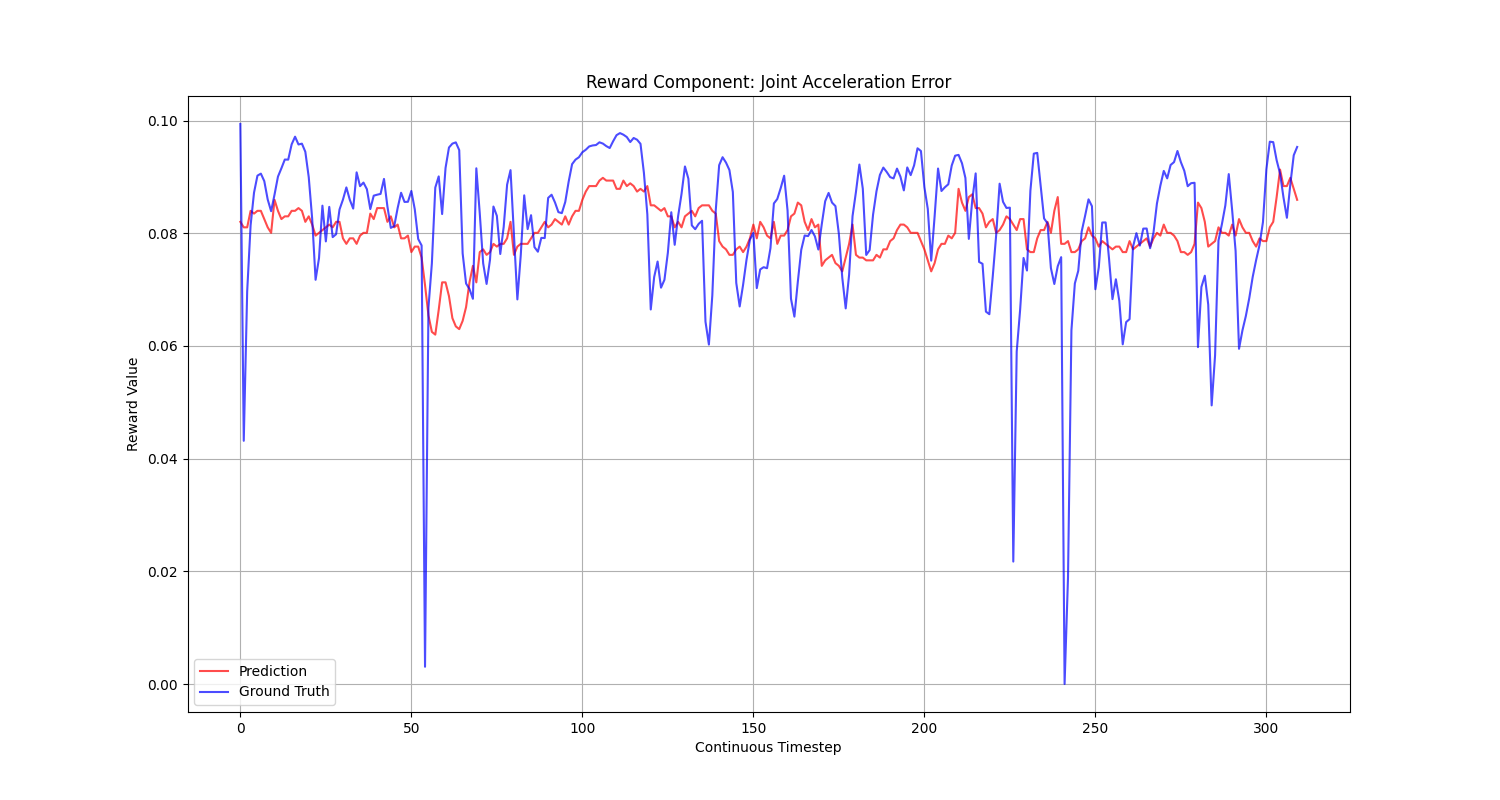 Reward Component: Joint Acceleration Error
Reward Value
0.10
0.08
0.06
0.04
0.02
0.00
Prediction
Ground Truth
0 50 100 150 200 250 300
Continuous Timestep